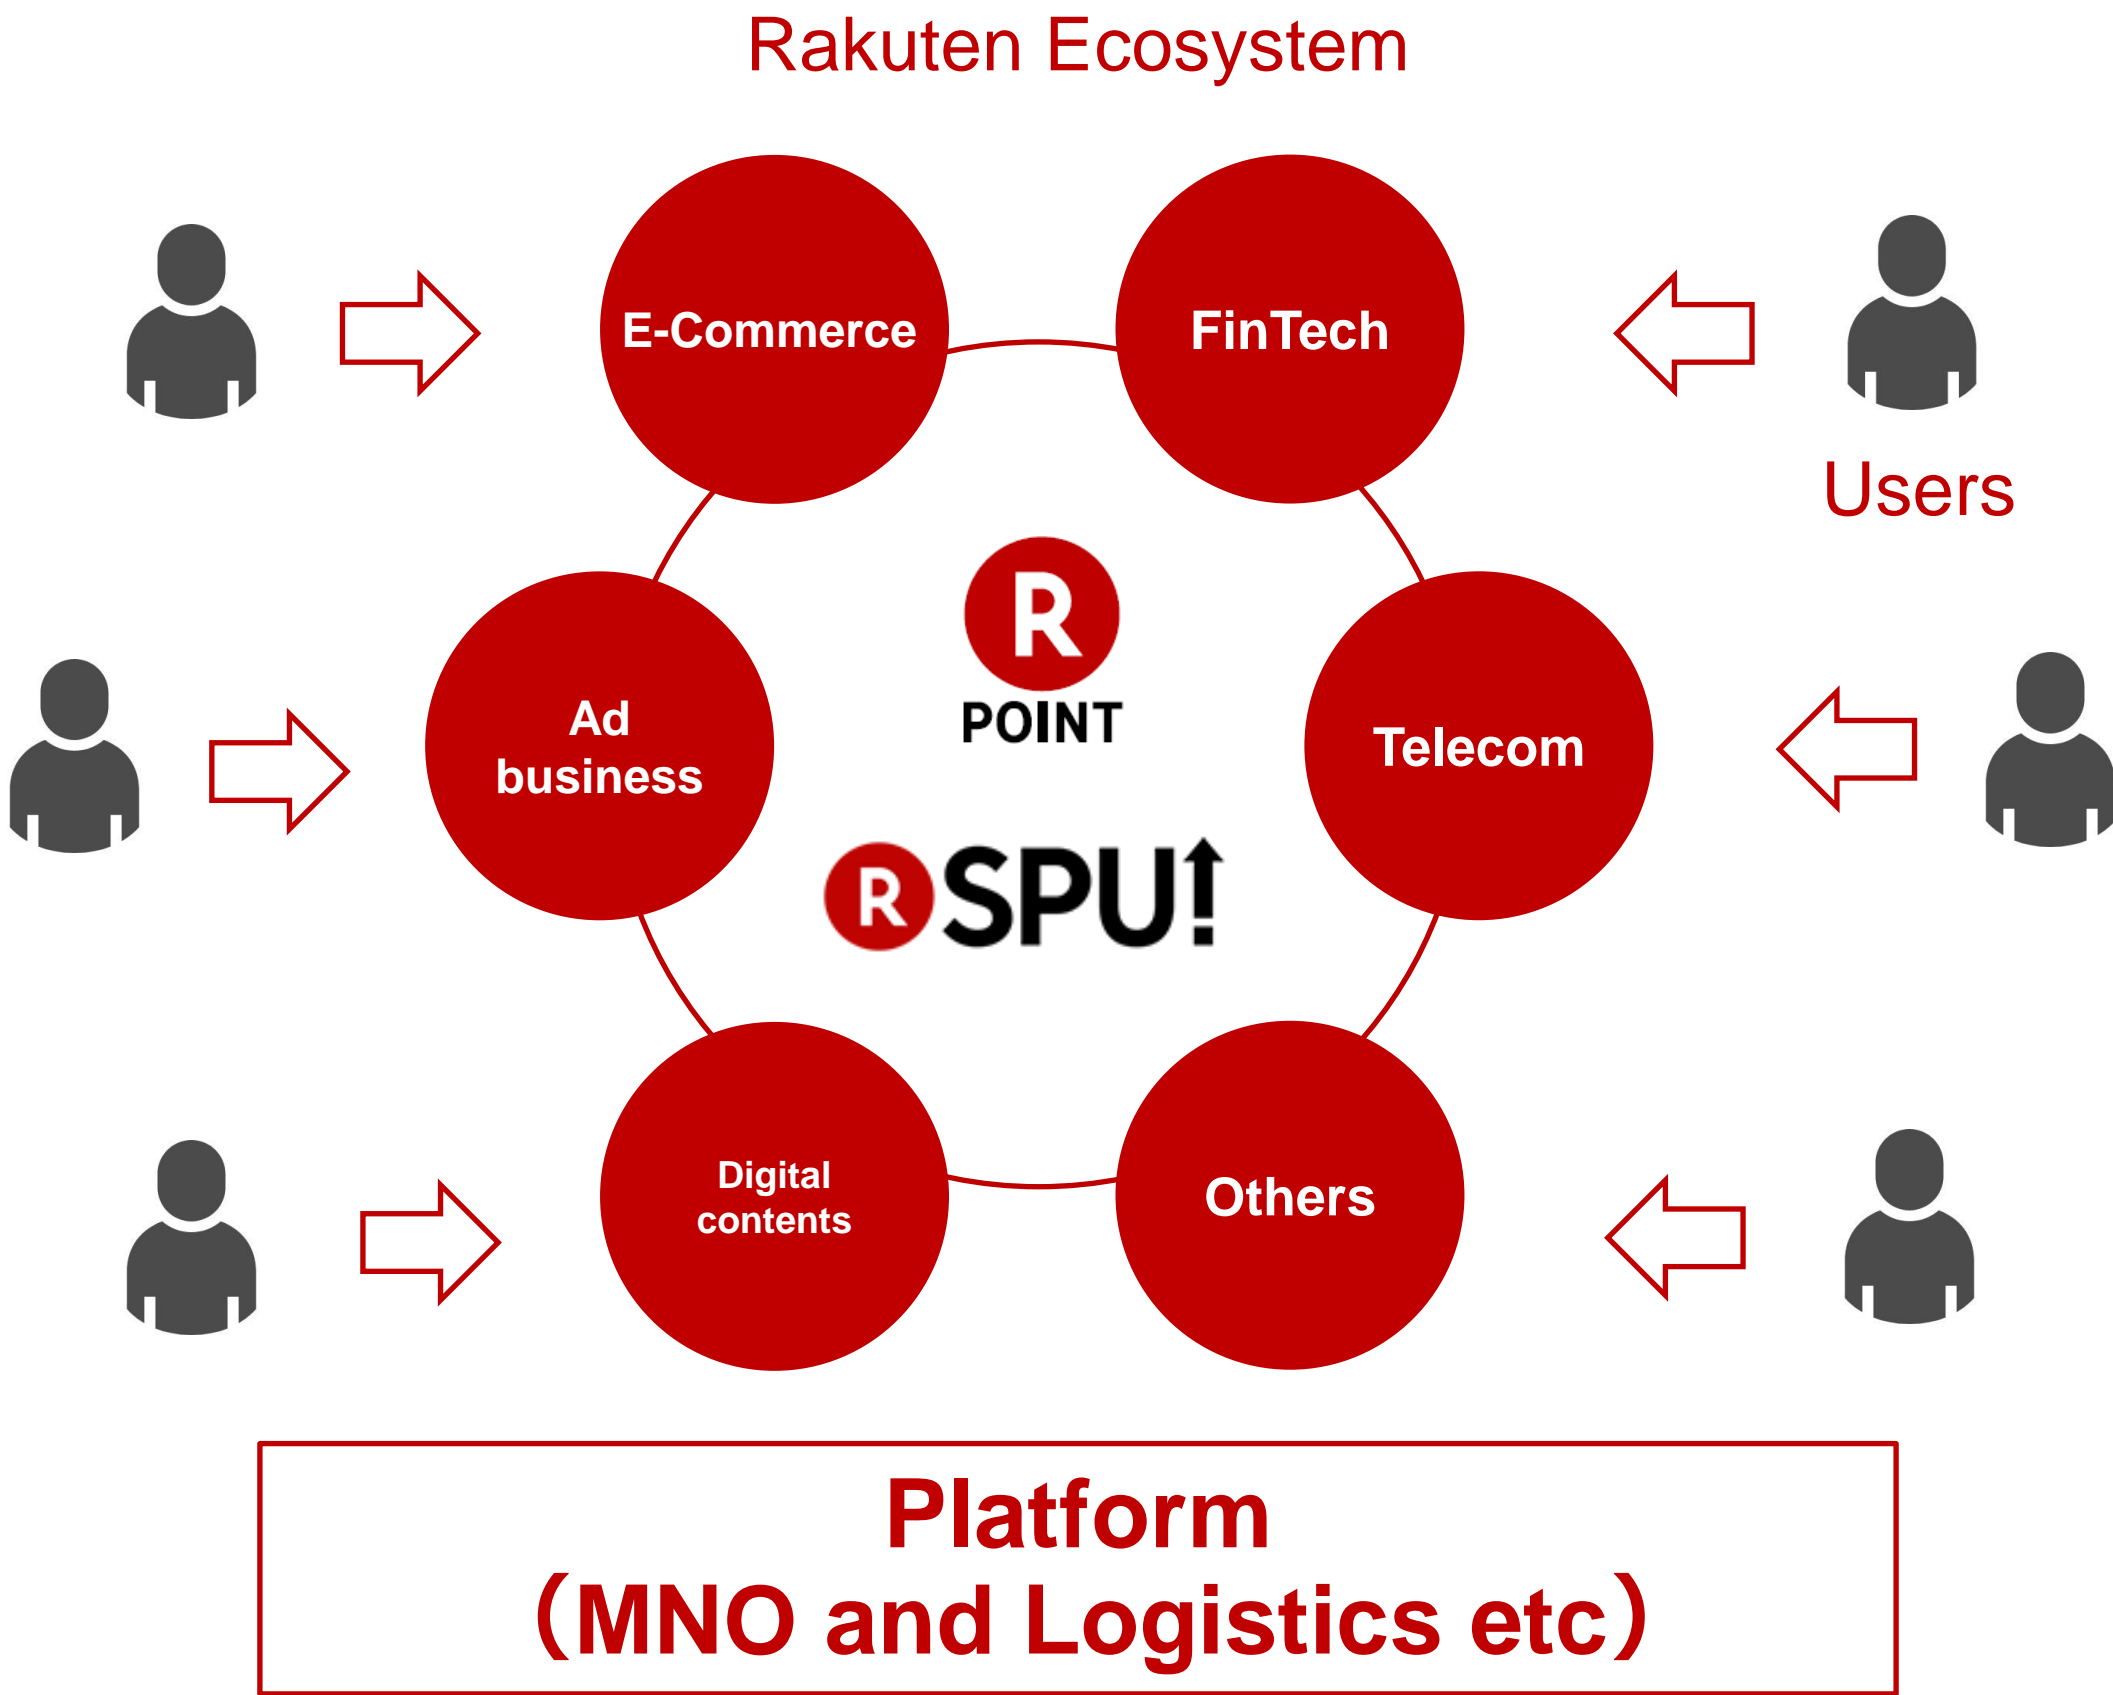 Rakuten Ecosystem
E-Commerce
FinTech
Users
R
POINT
Ad
business
Telecom
R SPU!
Digital
contents
Others
Platform
（MNO and Logistics etc）